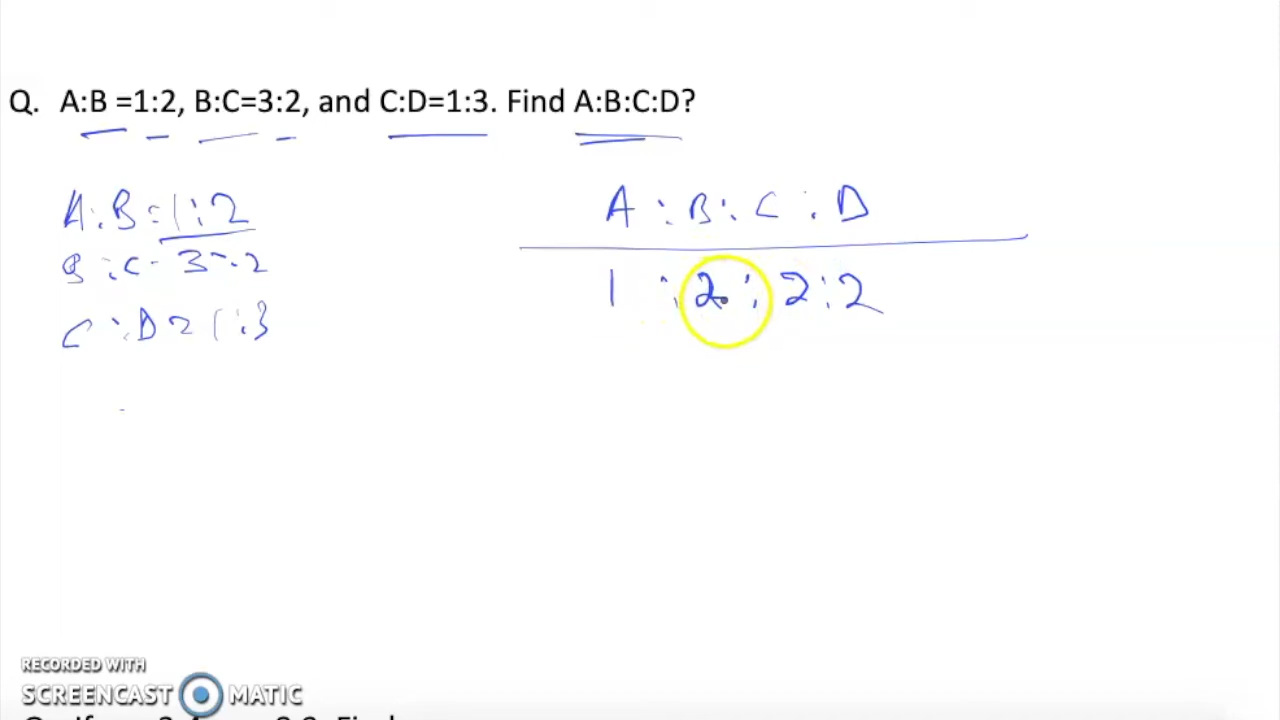 Q. A:B =1:2, B:C=3:2, and C:D=1:3. Find A:B:C:D?
A:B=1:2
B:C-3:2
C:D=1:3
A:B:C:D
1:2:2:2
RECORDED WITH
SCREENCAST MATIC